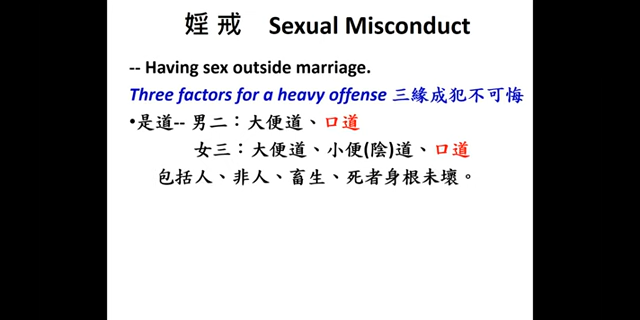 婬 戒 Sexual Misconduct
-- Having sex outside marriage.
Three factors for a heavy offense 三緣成犯不可悔
•是道-- 男二：大便道、口道
女三：大便道、小便(陰)道、口道
包括人、非人、畜生、死者身根未壞。